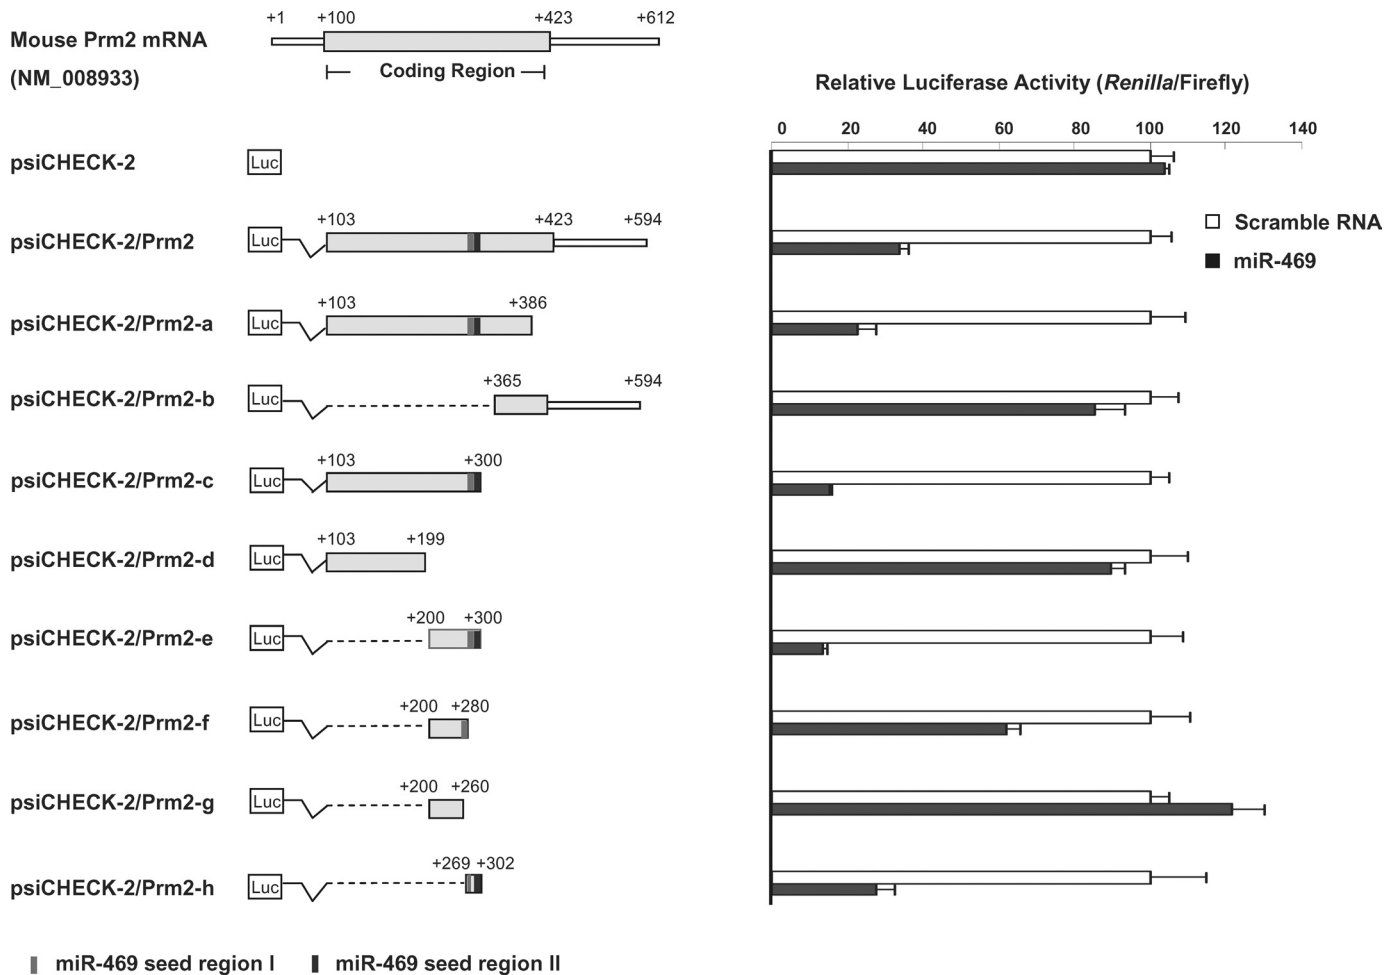 +1 +100 +423 +612
Mouse Prm2 mRNA
(NM_008933)
Coding Region
Relative Luciferase Activity (Renilla/Firefly)
0 20 40 60 80 100 120 140
psiCHECK-2 Luc
+103 +423 +594
psiCHECK-2/Prm2 Luc
Scramble RNA
miR-469
+103 +386
psiCHECK-2/Prm2-a Luc
+365 +594
psiCHECK-2/Prm2-b Luc
+103 +300
psiCHECK-2/Prm2-c Luc
+103 +199
psiCHECK-2/Prm2-d Luc
+200 +300
psiCHECK-2/Prm2-e Luc
+200 +280
psiCHECK-2/Prm2-f Luc
+200 +260
psiCHECK-2/Prm2-g Luc
+269 +302
psiCHECK-2/Prm2-h Luc
miR-469 seed region I miR-469 seed region II